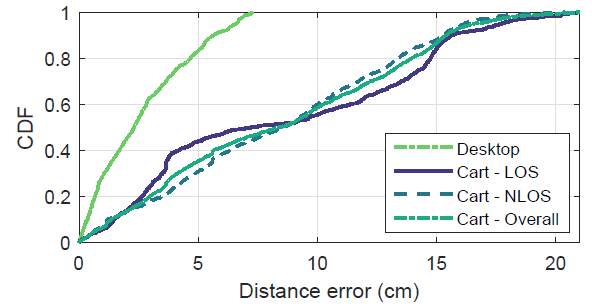 1
0.8
0.6
0.4
0.2
0
CDF
Desktop
Cart - LOS
Cart - NLOS
Cart - Overall
0 5 10 15 20
Distance error (cm)